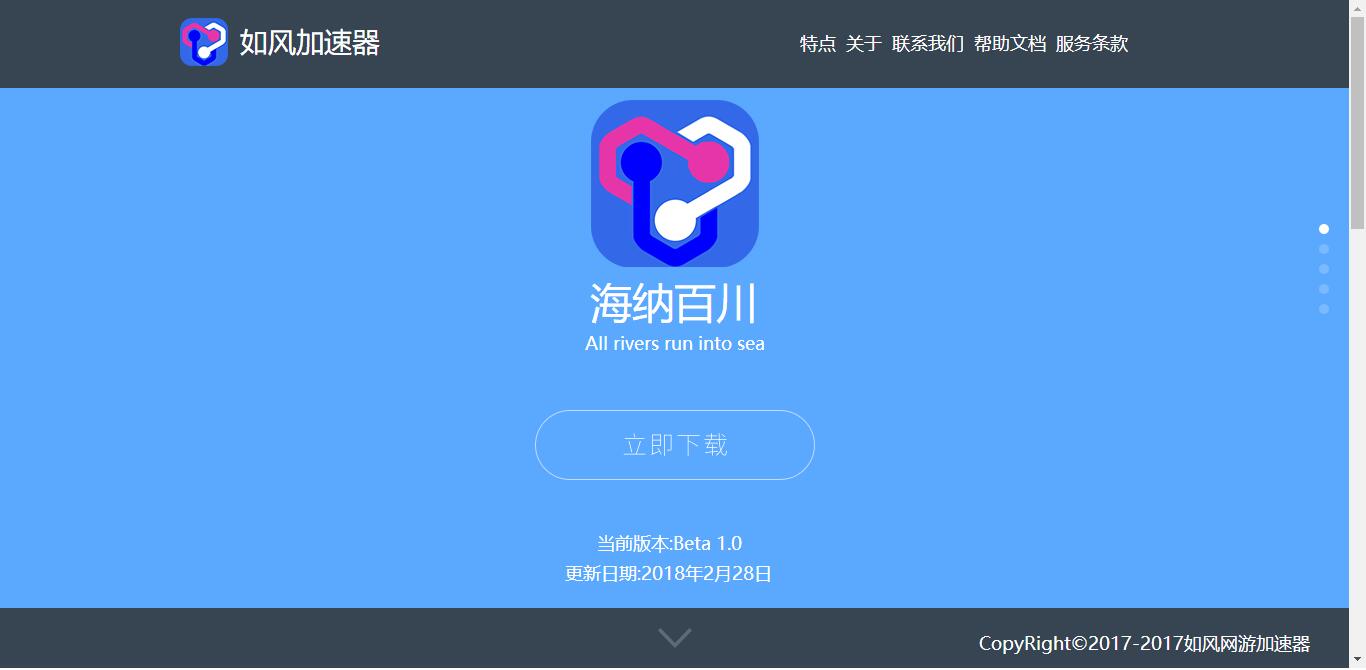 如风加速器
特点 关于 联系我们 帮助文档 服务条款
海纳百川
All rivers run into sea
立即下载
当前版本:Beta 1.0
更新日期:2018年2月28日
CopyRight©2017-2017如风网游加速器